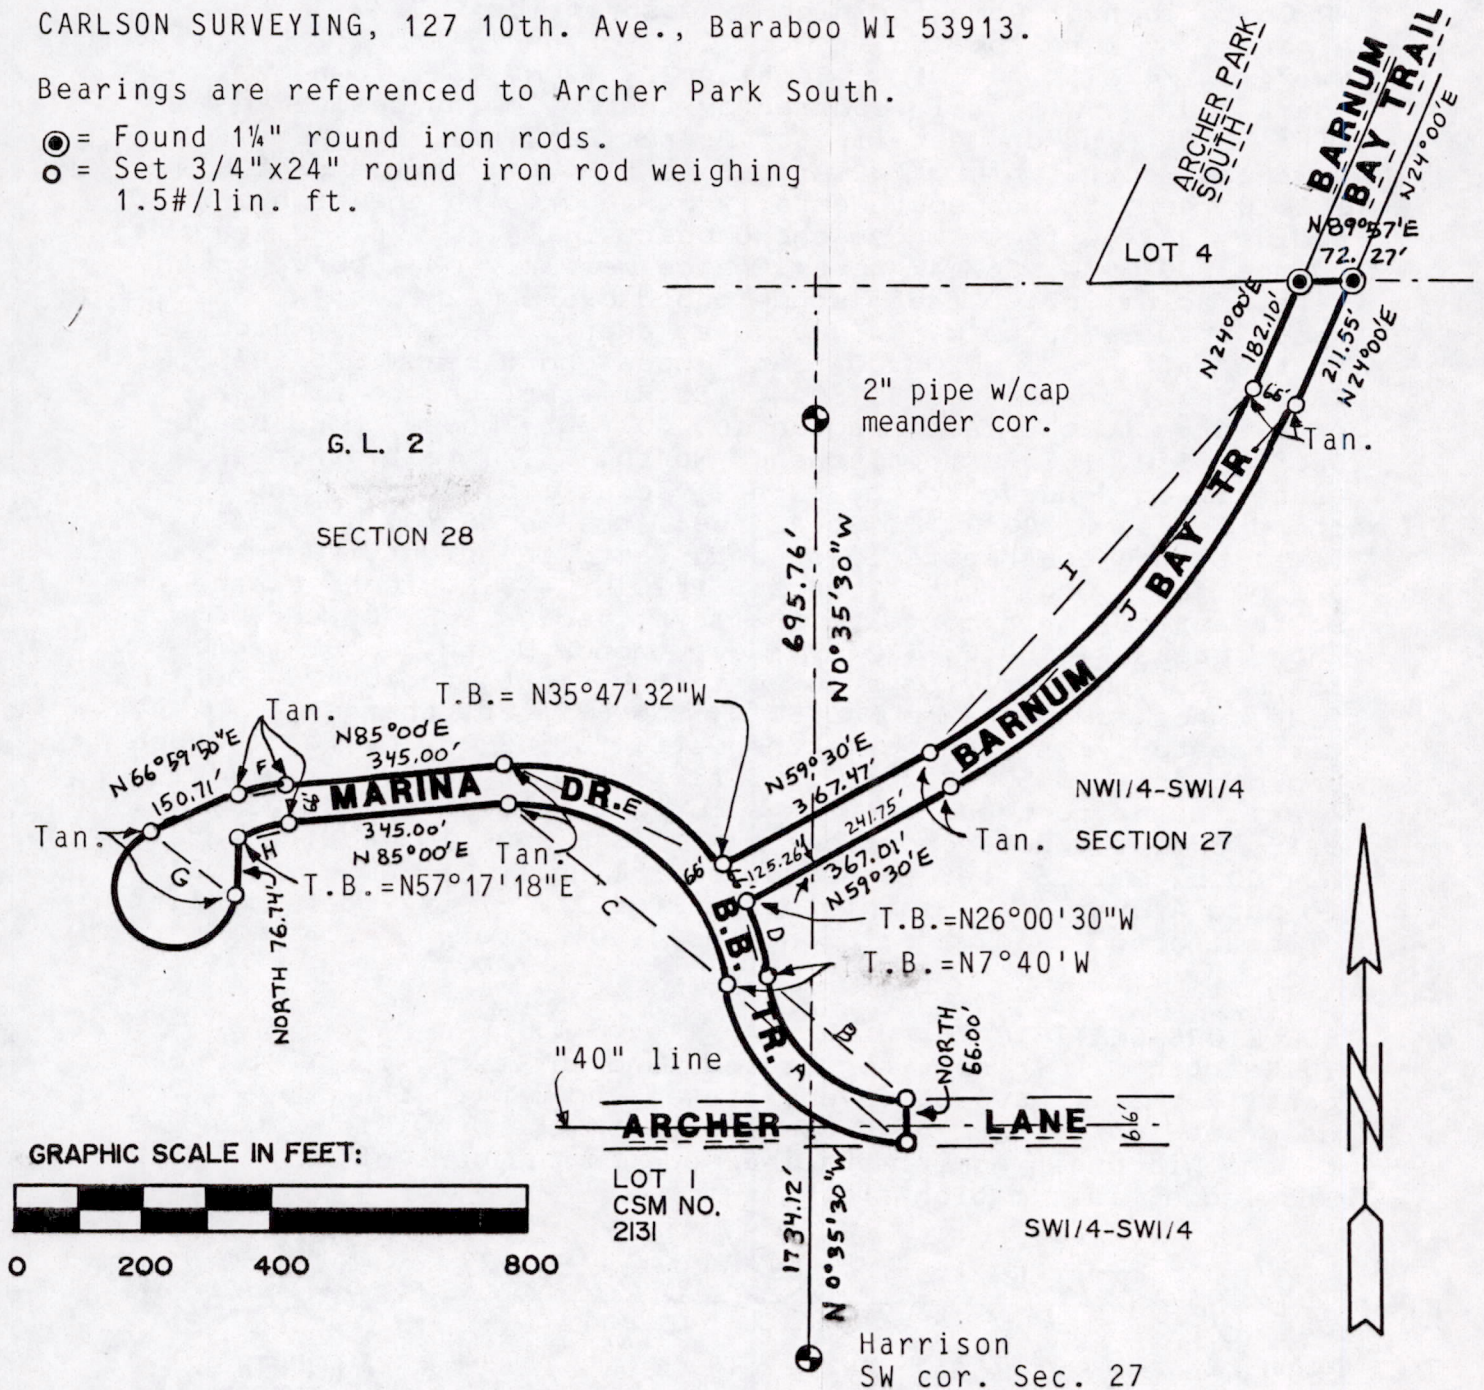 CARLSON SURVEYING, 127 10th. Ave., Baraboo WI 53913.
Bearings are referenced to Archer Park South.
= Found 1¼" round iron rods.
= Set 3/4"x24" round iron rod weighing
1.5#/lin. ft.
ARCHER PARK
SOUTH
BARNUM
BAY TRAIL
N24°00'E
N89°57'E
72.27'
LOT 4
N24°00'E
182.10'
211.55'
N24°00'E
66'
Tan.
2" pipe w/cap
meander cor.
G. L. 2
SECTION 28
695.76'
N0°35'30"W
I
J
BARNUM BAY TR.
T.B.= N35°47'32"W
Tan.
N85°00'E
345.00'
N66°59'50"E
150.71'
F
66'
MARINA DR.
E
N59°30'E
367.47'
241.75'
125.26'
367.01'
N59°30'E
NWI/4-SWI/4
SECTION 27
Tan.
Tan.
345.00'
N85°00'E
Tan.
H
G
T.B.=N57°17'18"E
NORTH 76.74'
C
66'
B.B. TR.
D
T.B.=N26°00'30"W
T.B.=N7°40'W
B
A
NORTH
66.00'
"40" line
ARCHER LANE
66'
GRAPHIC SCALE IN FEET:
0 200 400 800
LOT I
CSM NO.
2131
1734.12'
N0°35'30"W
SWI/4-SWI/4
N
Harrison
SW cor. Sec. 27